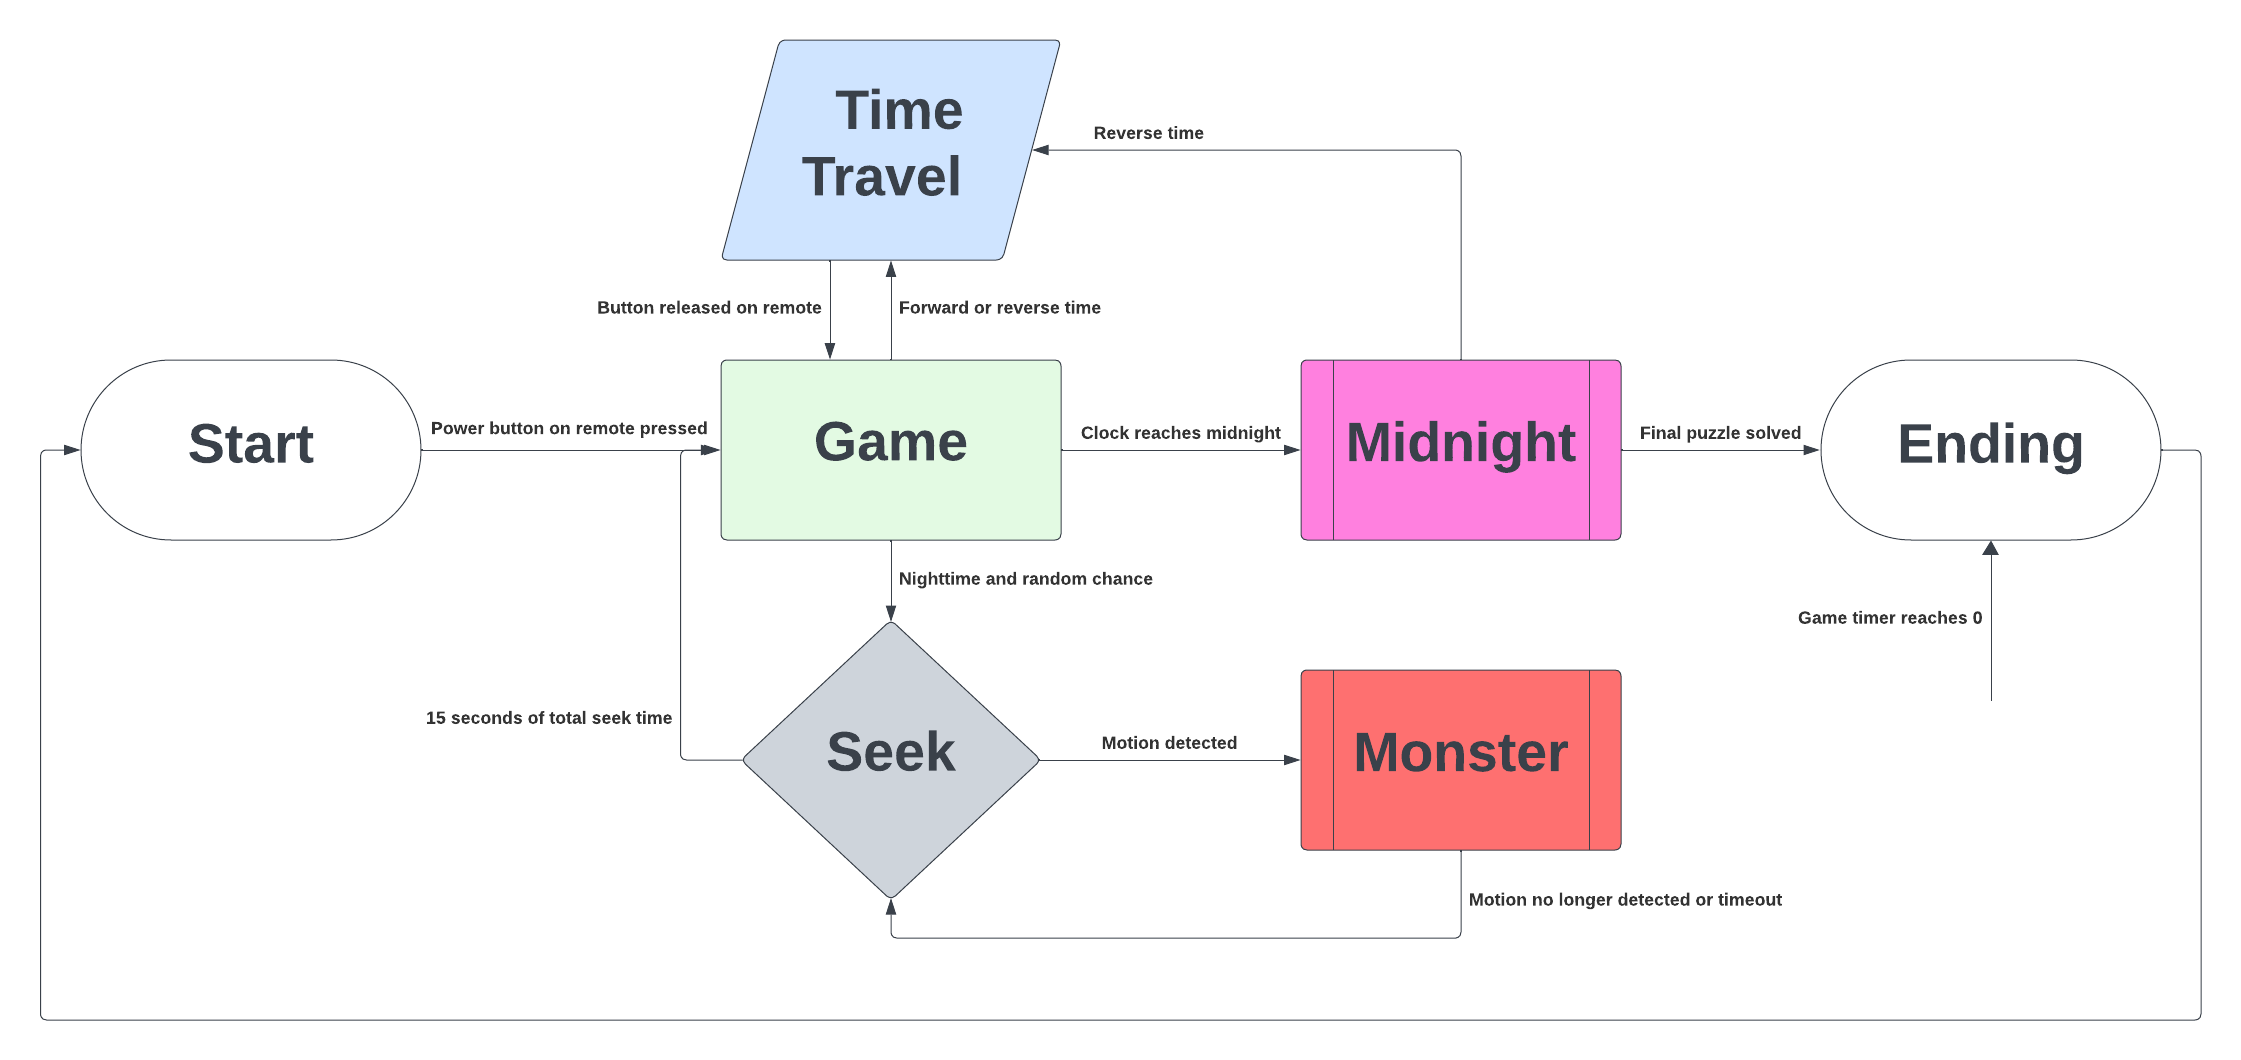 Time
Travel
Reverse time
Button released on remote
Forward or reverse time
Start
Power button on remote pressed
Game
Clock reaches midnight
Midnight
Final puzzle solved
Ending
Nighttime and random chance
Game timer reaches 0
15 seconds of total seek time
Seek
Motion detected
Monster
Motion no longer detected or timeout